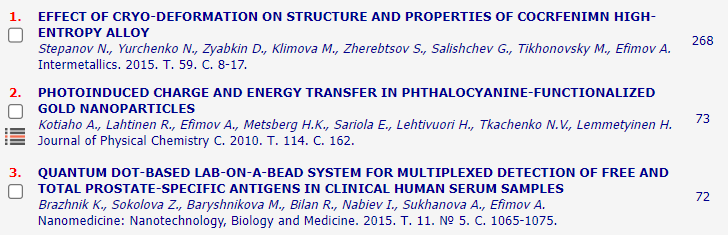 1. EFFECT OF CRYO-DEFORMATION ON STRUCTURE AND PROPERTIES OF COCRFENIMN HIGH-
ENTROPY ALLOY
Stepanov N., Yurchenko N., Zyabkin D., Klimova M., Zherebtsov S., Salishchev G., Tikhonovsky M., Efimov A.
Intermetallics. 2015. Т. 59. С. 8-17.
268
2. PHOTOINDUCED CHARGE AND ENERGY TRANSFER IN PHTHALOCYANINE-FUNCTIONALIZED
GOLD NANOPARTICLES
Kotiaho A., Lahtinen R., Efimov A., Metsberg H.K., Sariola E., Lehtivuori H., Tkachenko N.V., Lemmetyinen H.
Journal of Physical Chemistry C. 2010. Т. 114. С. 162.
73
3. QUANTUM DOT-BASED LAB-ON-A-BEAD SYSTEM FOR MULTIPLEXED DETECTION OF FREE AND
TOTAL PROSTATE-SPECIFIC ANTIGENS IN CLINICAL HUMAN SERUM SAMPLES
Brazhnik K., Sokolova Z., Baryshnikova M., Bilan R., Nabiev I., Sukhanova A., Efimov A.
Nanomedicine: Nanotechnology, Biology and Medicine. 2015. Т. 11. № 5. С. 1065-1075.
72